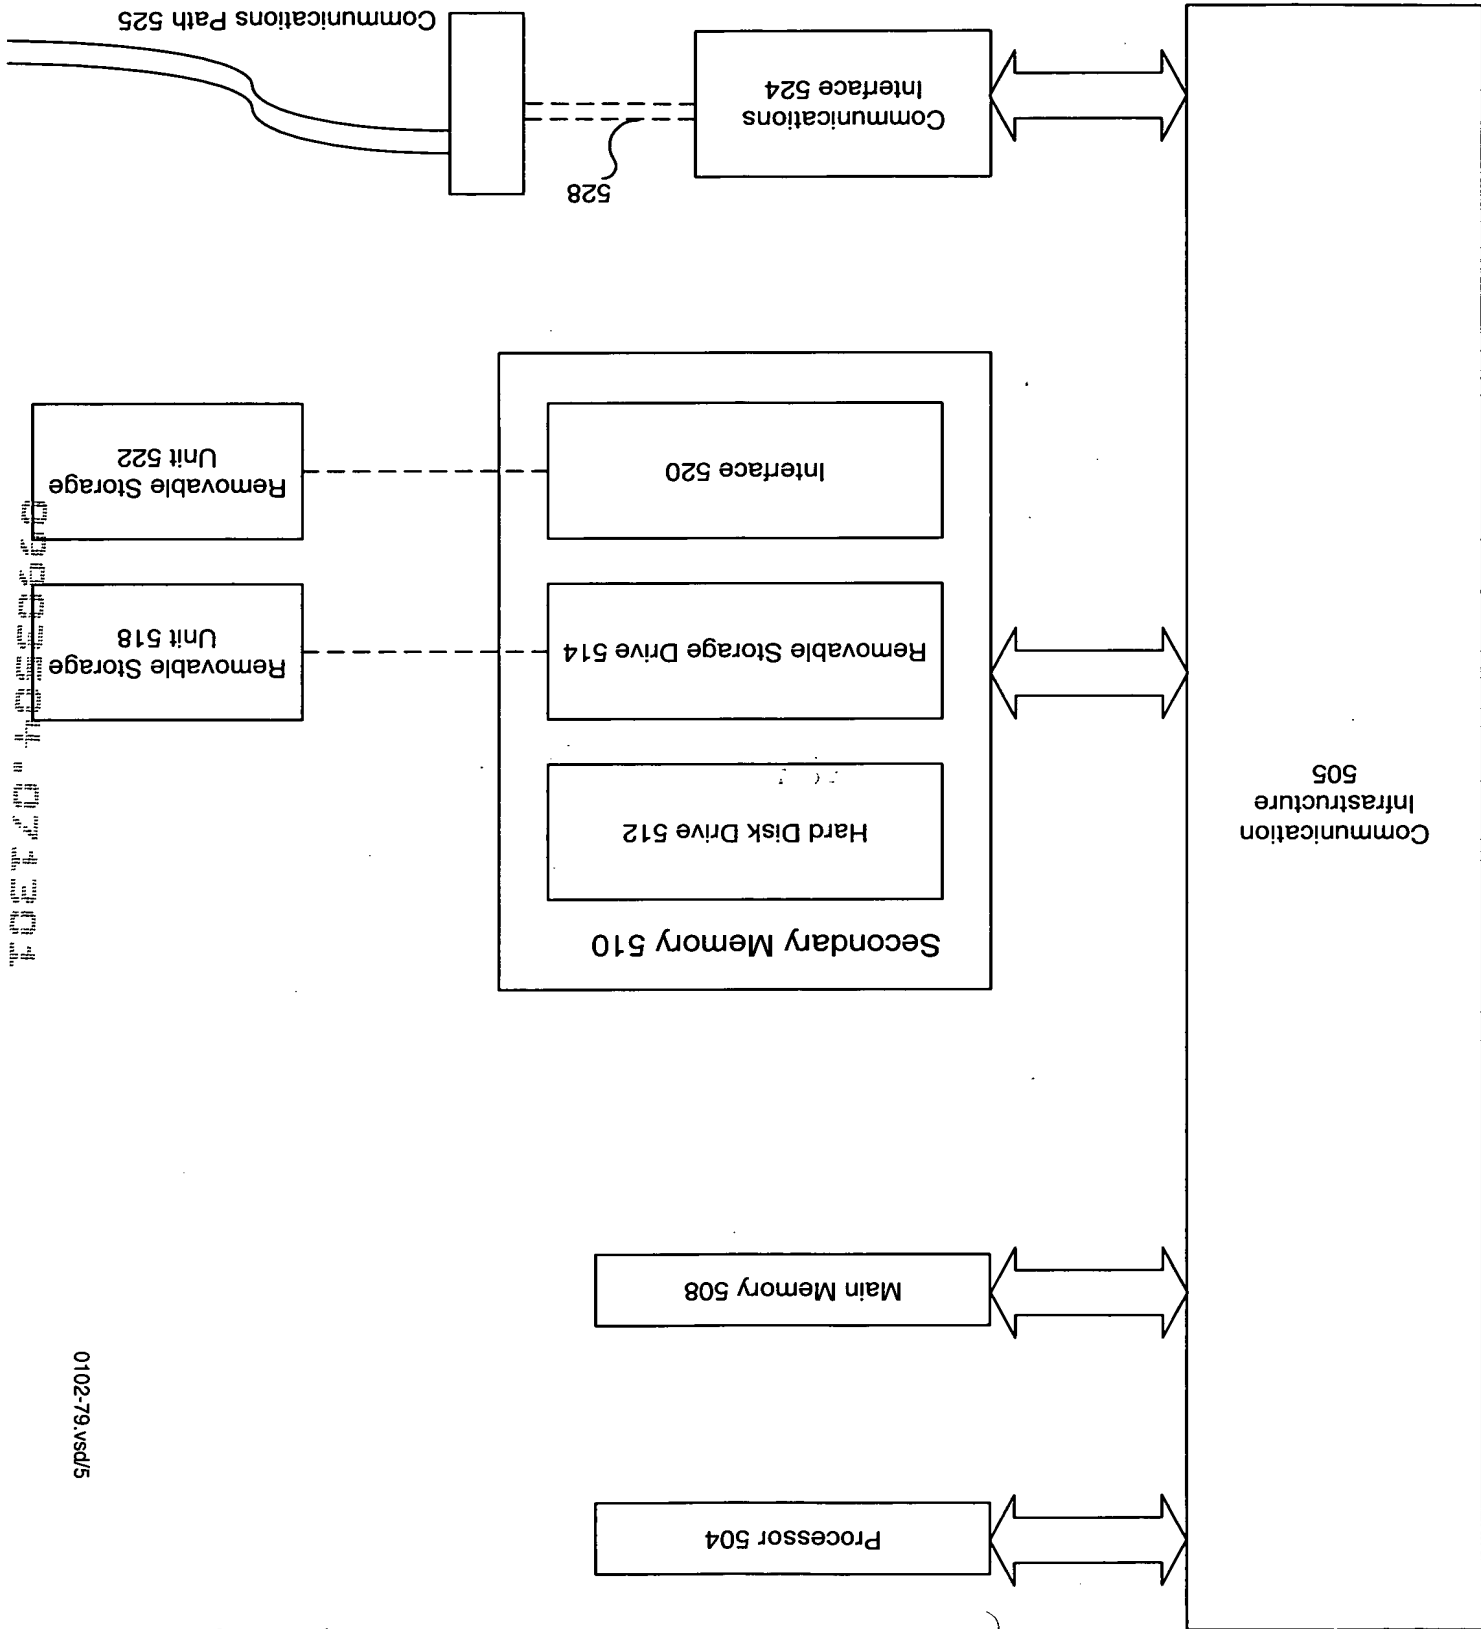 Processor 504
Main Memory 508
Communication
Infrastructure
505
Secondary Memory 510
Hard Disk Drive 512
Removable Storage Drive 514
Removable Storage
Unit 518
Interface 520
Removable Storage
Unit 522
528
Communications
Interface 524
Communications Path 525
0102-79.vsd/5